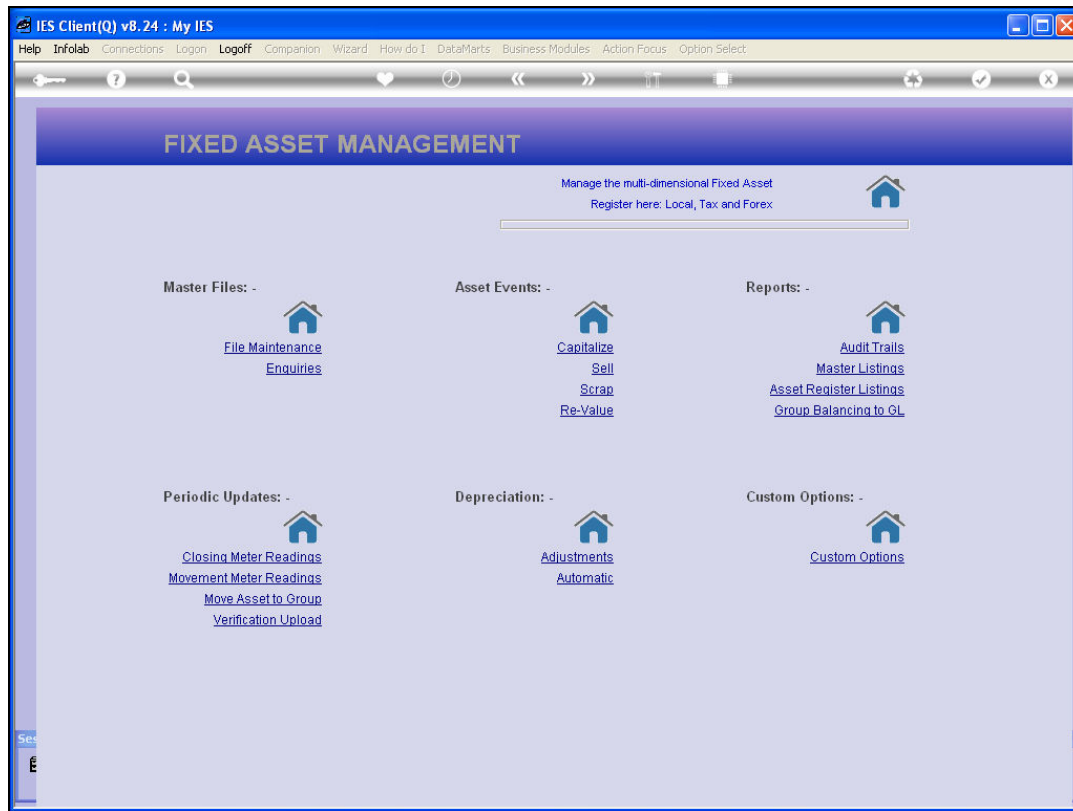 IES Client(Q) v8.24 : My IES
Help Infolab Connections Logon Logoff Companion Wizard How do I DataMarts Business Modules Action Focus Option Select
FIXED ASSET MANAGEMENT
Manage the multi-dimensional Fixed Asset
Register here: Local, Tax and Forex
Master Files: -
File Maintenance
Enquiries
Asset Events: -
Capitalize
Sell
Scrap
Re-Value
Reports: -
Audit Trails
Master Listings
Asset Register Listings
Group Balancing to GL
Periodic Updates: -
Closing Meter Readings
Movement Meter Readings
Move Asset to Group
Verification Upload
Depreciation: -
Adjustments
Automatic
Custom Options: -
Custom Options
Ses